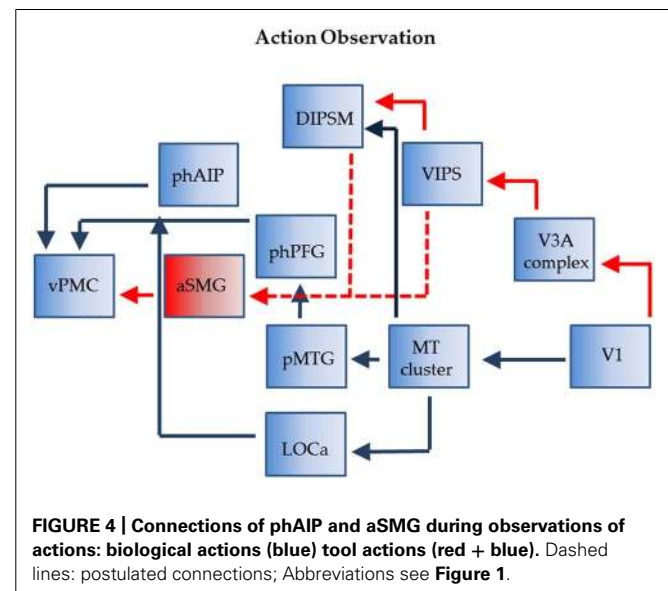 Action Observation
DIPSM
phAIP
VIPS
phPFG
V3A
complex
vPMC
aSMG
pMTG
MT
cluster
V1
LOCa
FIGURE 4 | Connections of phAIP and aSMG during observations of
actions: biological actions (blue) tool actions (red + blue). Dashed
lines: postulated connections; Abbreviations see Figure 1.